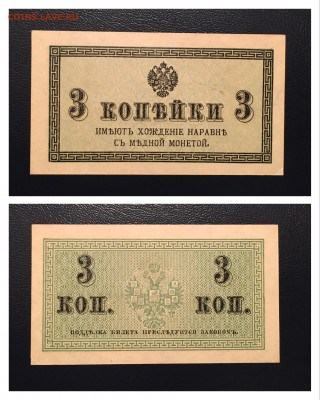 COINS.LAVE.RU
3 КОПѢЙКИ 3
ИМѢЮТЪ ХОЖДЕНІЕ НАРАВНѢ
СЪ МѢДНОЙ МОНЕТОЙ.
3 3
КОП. КОП.
ПОДДѢЛКА БИЛЕТА ПРЕСЛѢДУЕТСЯ ЗАКОНОМЪ.